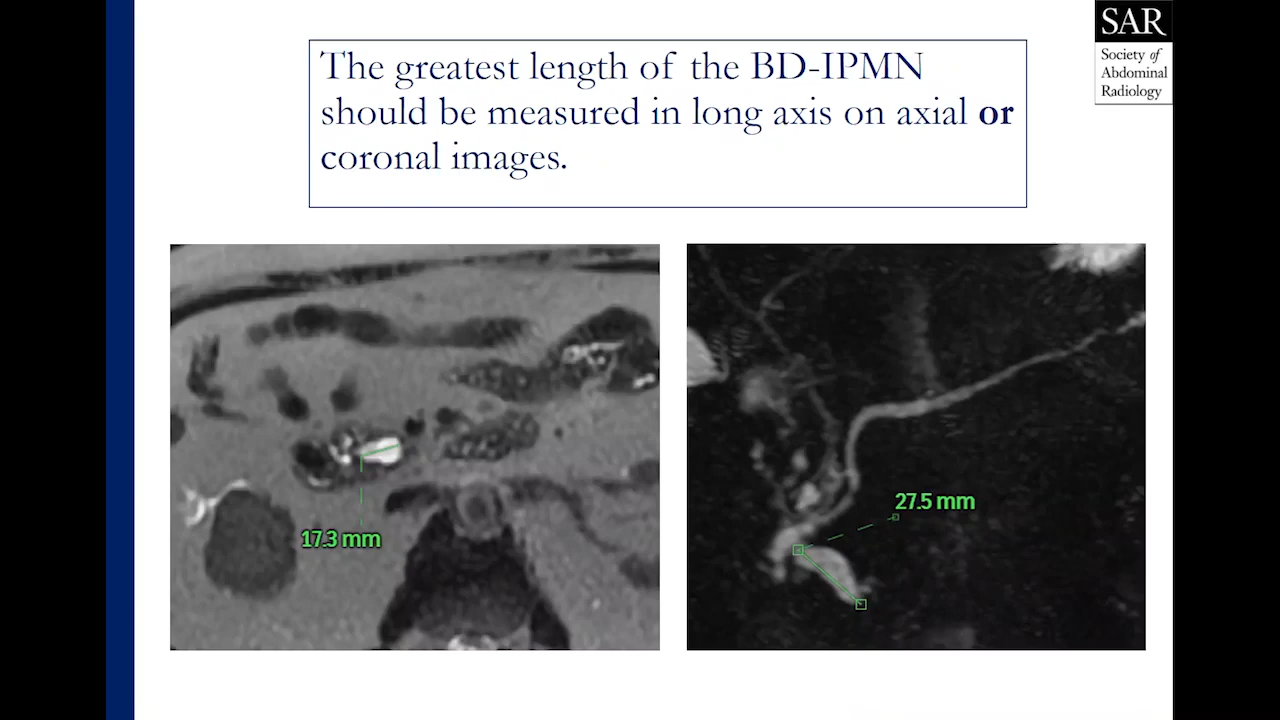 The greatest length of the BD-IPMN
should be measured in long axis on axial or
coronal images.
SAR
Society of
Abdominal
Radiology
17.3 mm
27.5 mm